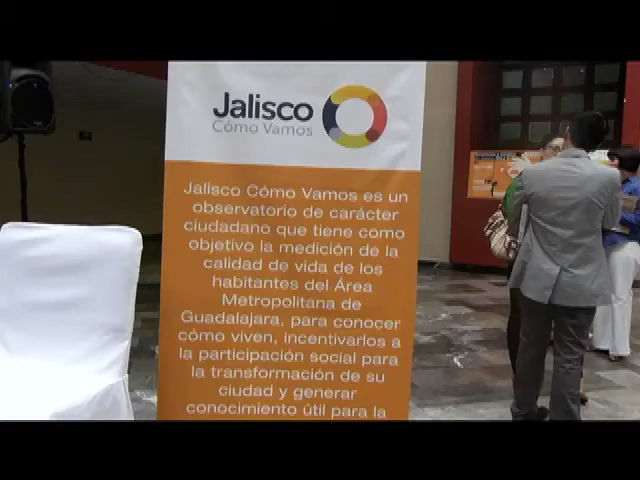 Jalisco
Cómo Vamos
Jalisco Cómo Vamos es un
observatorio de carácter
ciudadano que tiene como
objetivo la medición de la
calidad de vida de los
habitantes del Área
Metropolitana de
Guadalajara, para conocer
cómo viven, incentivarlos a
la participación social para
la transformación de su
ciudad y generar
conocimiento útil para la